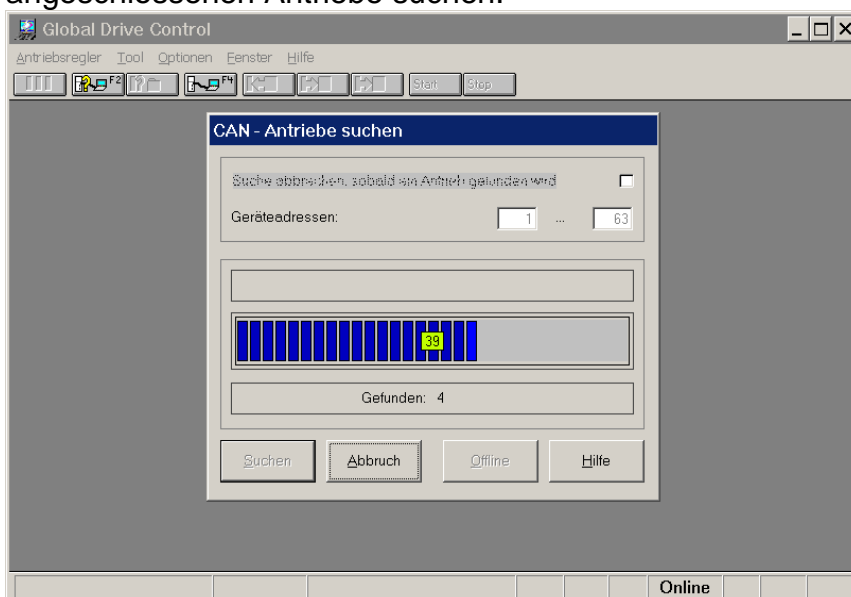 angeschlossenen Antriebe suchen.
Global Drive Control
Antriebsregler Tool Optionen Fenster Hilfe
F2 F4 Start Stop
CAN - Antriebe suchen
Suche abbrechen, sobald ein Antrieb gefunden wird
Geräteadressen: 1 ... 63
39
Gefunden: 4
Suchen Abbruch Offline Hilfe
Online